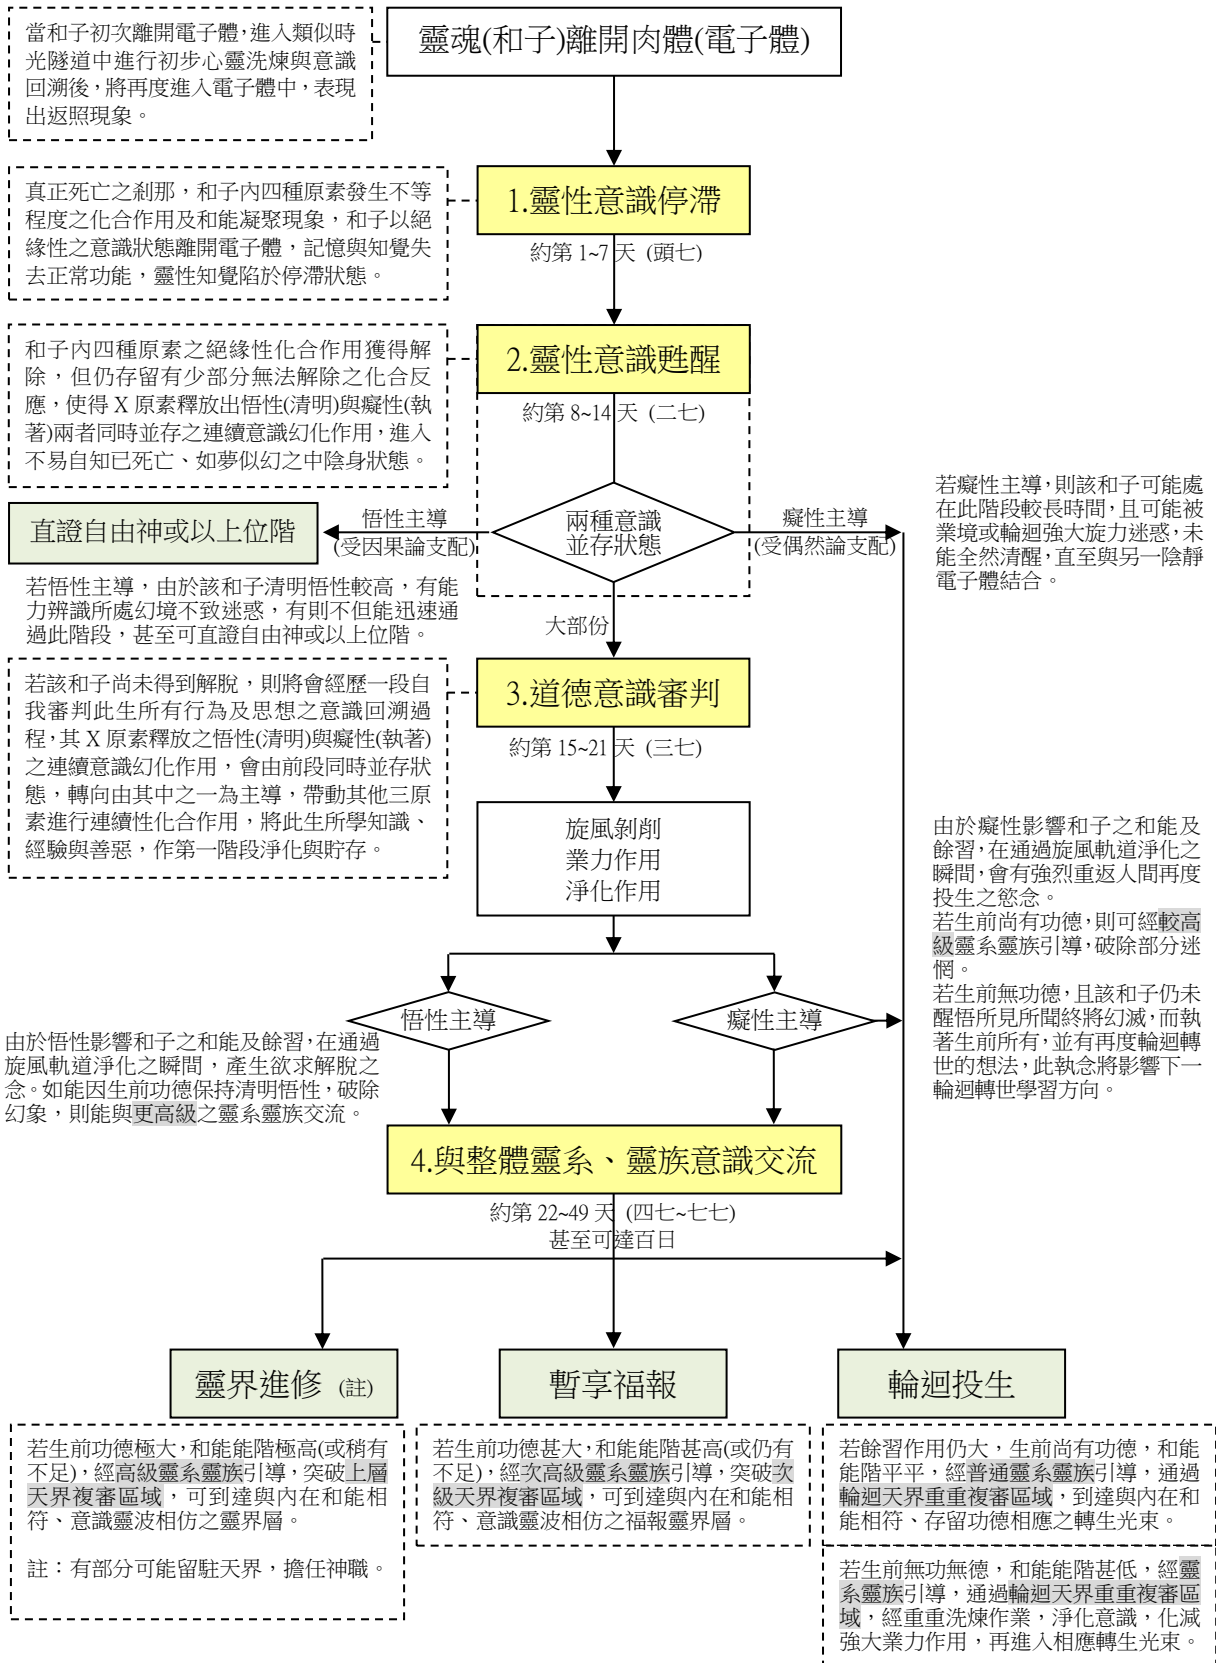 當和子初次離開電子體，進入類似時
光隧道中進行初步心靈洗煉與意識
回溯後，將再度進入電子體中，表現
出返照現象。
靈魂(和子)離開肉體(電子體)
真正死亡之剎那，和子內四種原素發生不等
程度之化合作用及和能凝聚現象，和子以絕
緣性之意識狀態離開電子體，記憶與知覺失
去正常功能，靈性知覺陷於停滯狀態。
1.靈性意識停滯
約第 1~7 天 (頭七)
和子內四種原素之絕緣性化合作用獲得解
除，但仍存留有少部分無法解除之化合反
應，使得 X 原素釋放出悟性(清明)與癡性(執
著)兩者同時並存之連續意識幻化作用，進入
不易自知已死亡、如夢似幻之中陰身狀態。
2.靈性意識甦醒
約第 8~14 天 (二七)
直證自由神或以上位階
悟性主導
(受因果論支配)
兩種意識
並存狀態
癡性主導
(受偶然論支配)
若癡性主導，則該和子可能處
在此階段較長時間，且可能被
業境或輪迴強大旋力迷惑，未
能全然清醒，直至與另一陰靜
電子體結合。
若悟性主導，由於該和子清明悟性較高，有能
力辨識所處幻境不致迷惑，有則不但能迅速通
過此階段，甚至可直證自由神或以上位階。
大部份
若該和子尚未得到解脫，則將會經歷一段自
我審判此生所有行為及思想之意識回溯過
程，其 X 原素釋放之悟性(清明)與癡性(執著)
之連續意識幻化作用，會由前段同時並存狀
態，轉向由其中之一為主導，帶動其他三原
素進行連續性化合作用，將此生所學知識、
經驗與善惡，作第一階段淨化與貯存。
3.道德意識審判
約第 15~21 天 (三七)
旋風剝削
業力作用
淨化作用
由於癡性影響和子之和能及
餘習，在通過旋風軌道淨化之
瞬間，會有強烈重返人間再度
投生之慾念。
若生前尚有功德，則可經較高
級靈系靈族引導，破除部分迷
惘。
若生前無功德，且該和子仍未
醒悟所見所聞終將幻滅，而執
著生前所有，並有再度輪迴轉
世的想法，此執念將影響下一
輪迴轉世學習方向。
悟性主導
癡性主導
由於悟性影響和子之和能及餘習，在通過
旋風軌道淨化之瞬間，產生欲求解脫之
念。如能因生前功德保持清明悟性，破除
幻象，則能與更高級之靈系靈族交流。
4.與整體靈系、靈族意識交流
約第 22~49 天 (四七~七七)
甚至可達百日
靈界進修 (註)
暫享福報
輪迴投生
若生前功德極大，和能能階極高(或稍有
不足)，經高級靈系靈族引導，突破上層
天界複審區域，可到達與內在和能相
符、意識靈波相仿之靈界層。
註：有部分可能留駐天界，擔任神職。
若生前功德甚大，和能能階甚高(或仍有
不足)，經次高級靈系靈族引導，突破次
級天界複審區域，可到達與內在和能相
符、意識靈波相仿之福報靈界層。
若餘習作用仍大，生前尚有功德，和能
能階平平，經普通靈系靈族引導，通過
輪迴天界重重複審區域，到達與內在和
能相符、存留功德相應之轉生光束。
若生前無功無德，和能能階甚低，經靈
系靈族引導，通過輪迴天界重重複審區
域，經重重洗煉作業，淨化意識，化減
強大業力作用，再進入相應轉生光束。